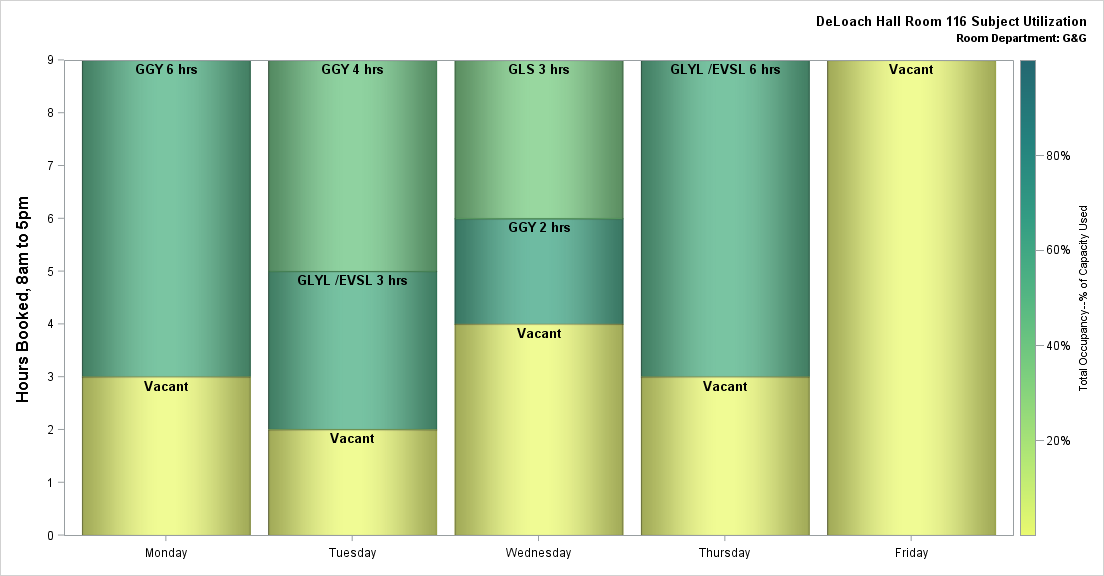 DeLoach Hall Room 116 Subject Utilization
Room Department: G&G
Hours Booked, 8am to 5pm
9
8
7
6
5
4
3
2
1
0
GGY 6 hrs
Vacant
GGY 4 hrs
GLYL /EVSL 3 hrs
Vacant
GLS 3 hrs
GGY 2 hrs
Vacant
GLYL /EVSL 6 hrs
Vacant
Vacant
Monday
Tuesday
Wednesday
Thursday
Friday
80%
60%
40%
20%
Total Occupancy--% of Capacity Used